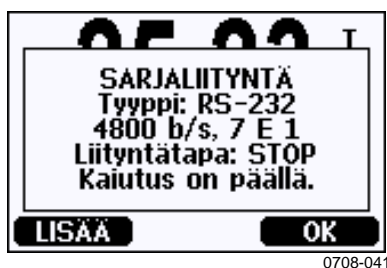 T
SARJALIITYNTÄ
Tyyppi: RS-232
4800 b/s, 7 E 1
Liityntätapa: STOP
Kaiutus on päällä.
LISÄÄ OK
0708-041